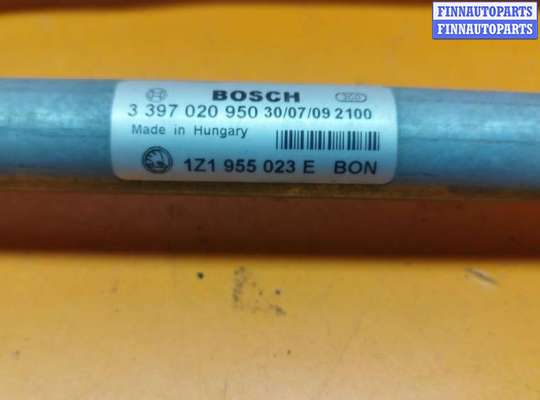 FINNAUTOPARTS
FINNAUTOPARTS
BOSCH
3 397 020 950 30/07/09 2100
Made in Hungary
1Z1 955 023 E BON